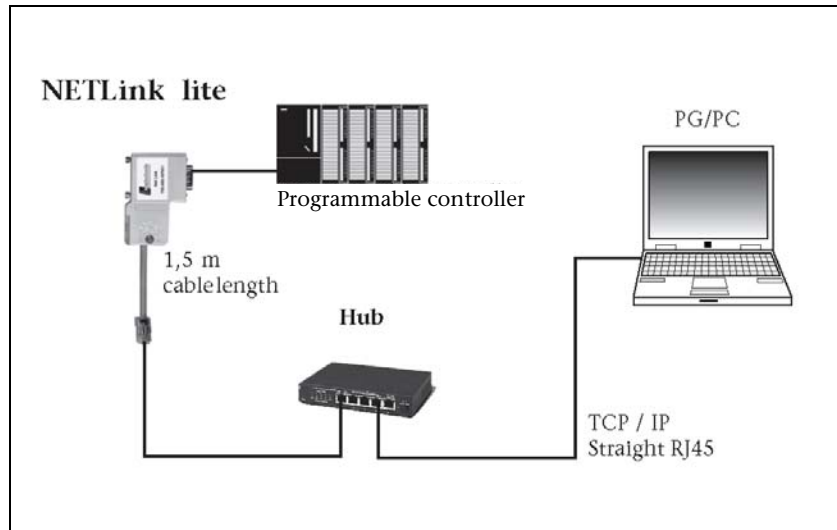 NETLink lite
PG/PC
Programmable controller
1,5 m
cablelength
Hub
TCP / IP
Straight RJ45